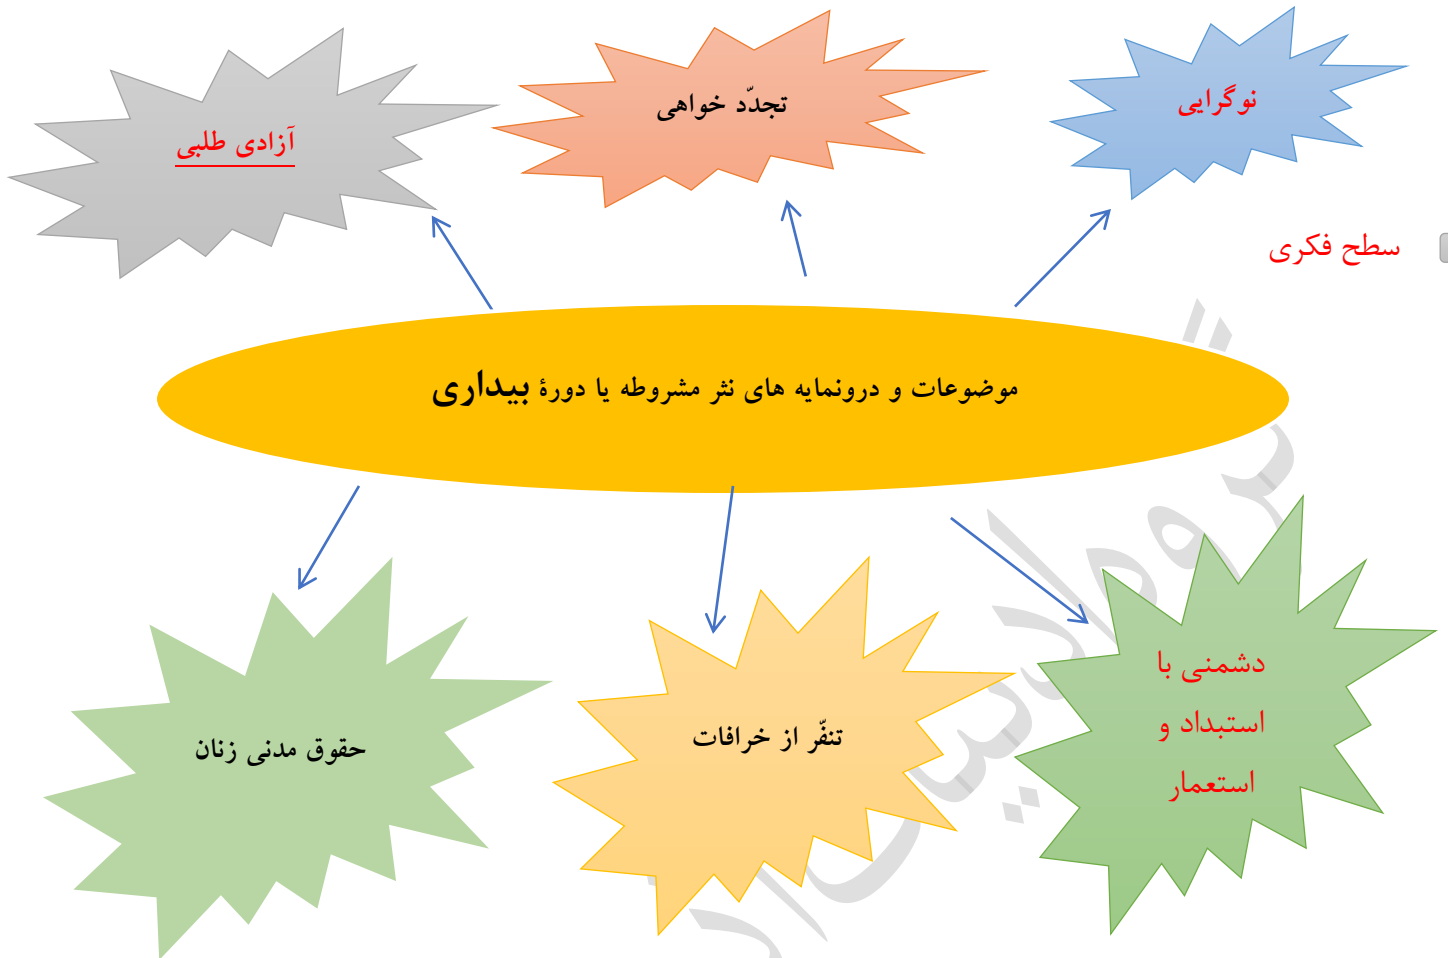 نوگرایی
تجدّد خواهی
آزادی طلبی
سطح فکری
موضوعات و درونمایه های نثر مشروطه یا دورهٔ بیداری
دشمنی با
استبداد و
استعمار
تنفّر از خرافات
حقوق مدنی زنان